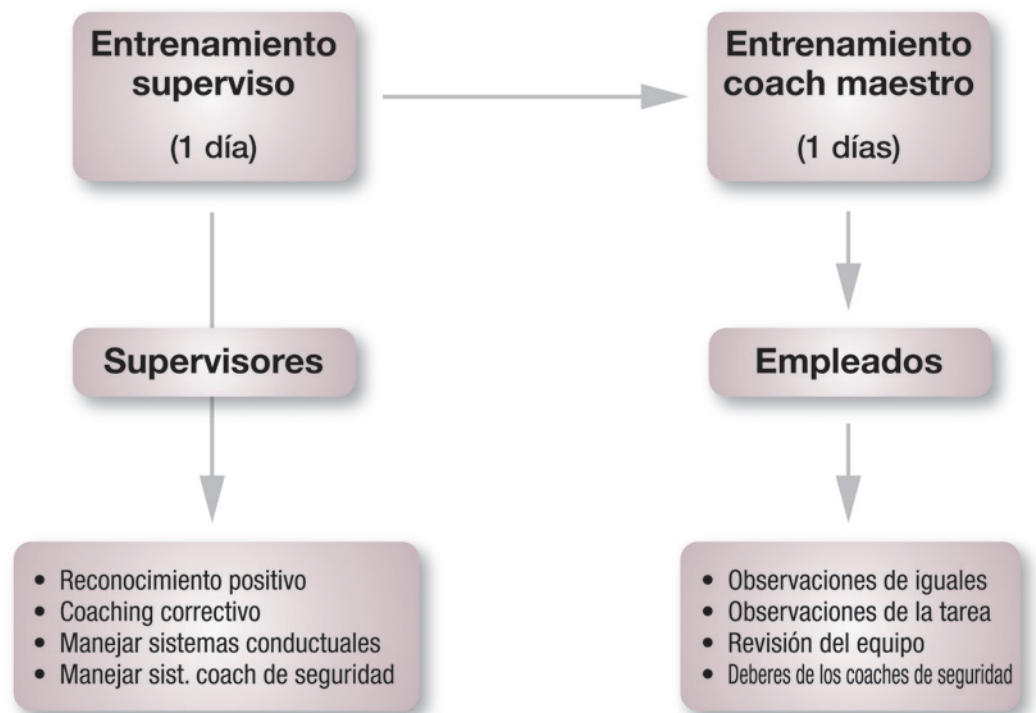 Entrenamiento
superviso
(1 día)
Entrenamiento
coach maestro
(1 días)
Supervisores
Empleados
• Reconocimiento positivo
• Coaching correctivo
• Manejar sistemas conductuales
• Manejar sist. coach de seguridad
• Observaciones de iguales
• Observaciones de la tarea
• Revisión del equipo
• Deberes de los coaches de seguridad